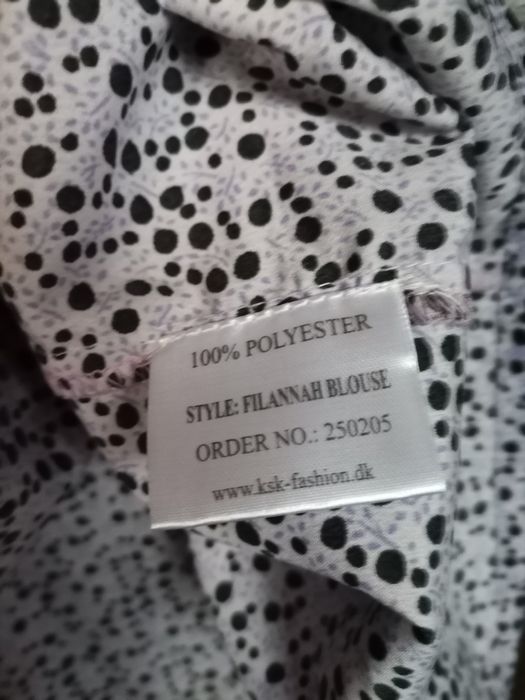 100% POLYESTER
STYLE: FILANNAH BLOUSE
ORDER NO.: 250205
www.ksk-fashion.dk